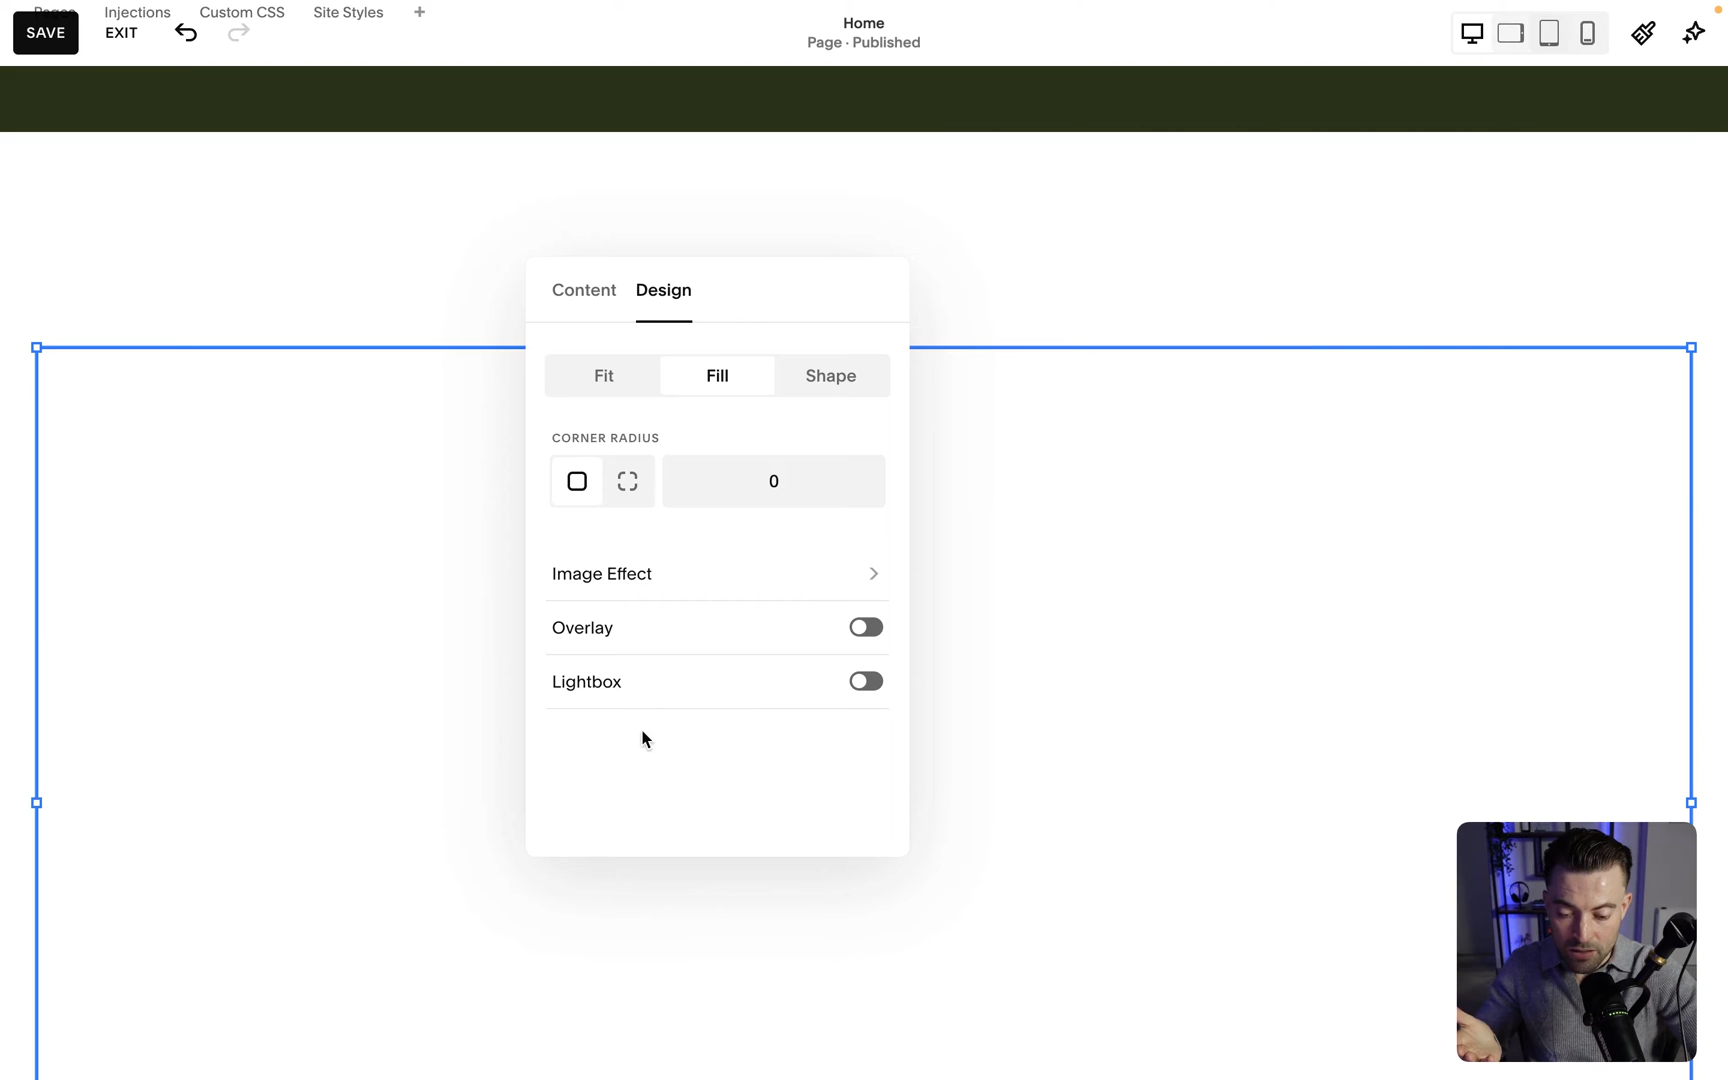 Pages Injections Custom CSS Site Styles +
SAVE EXIT
Home
Page · Published
Content Design
Fit Fill Shape
CORNER RADIUS
0
Image Effect
Overlay
Lightbox